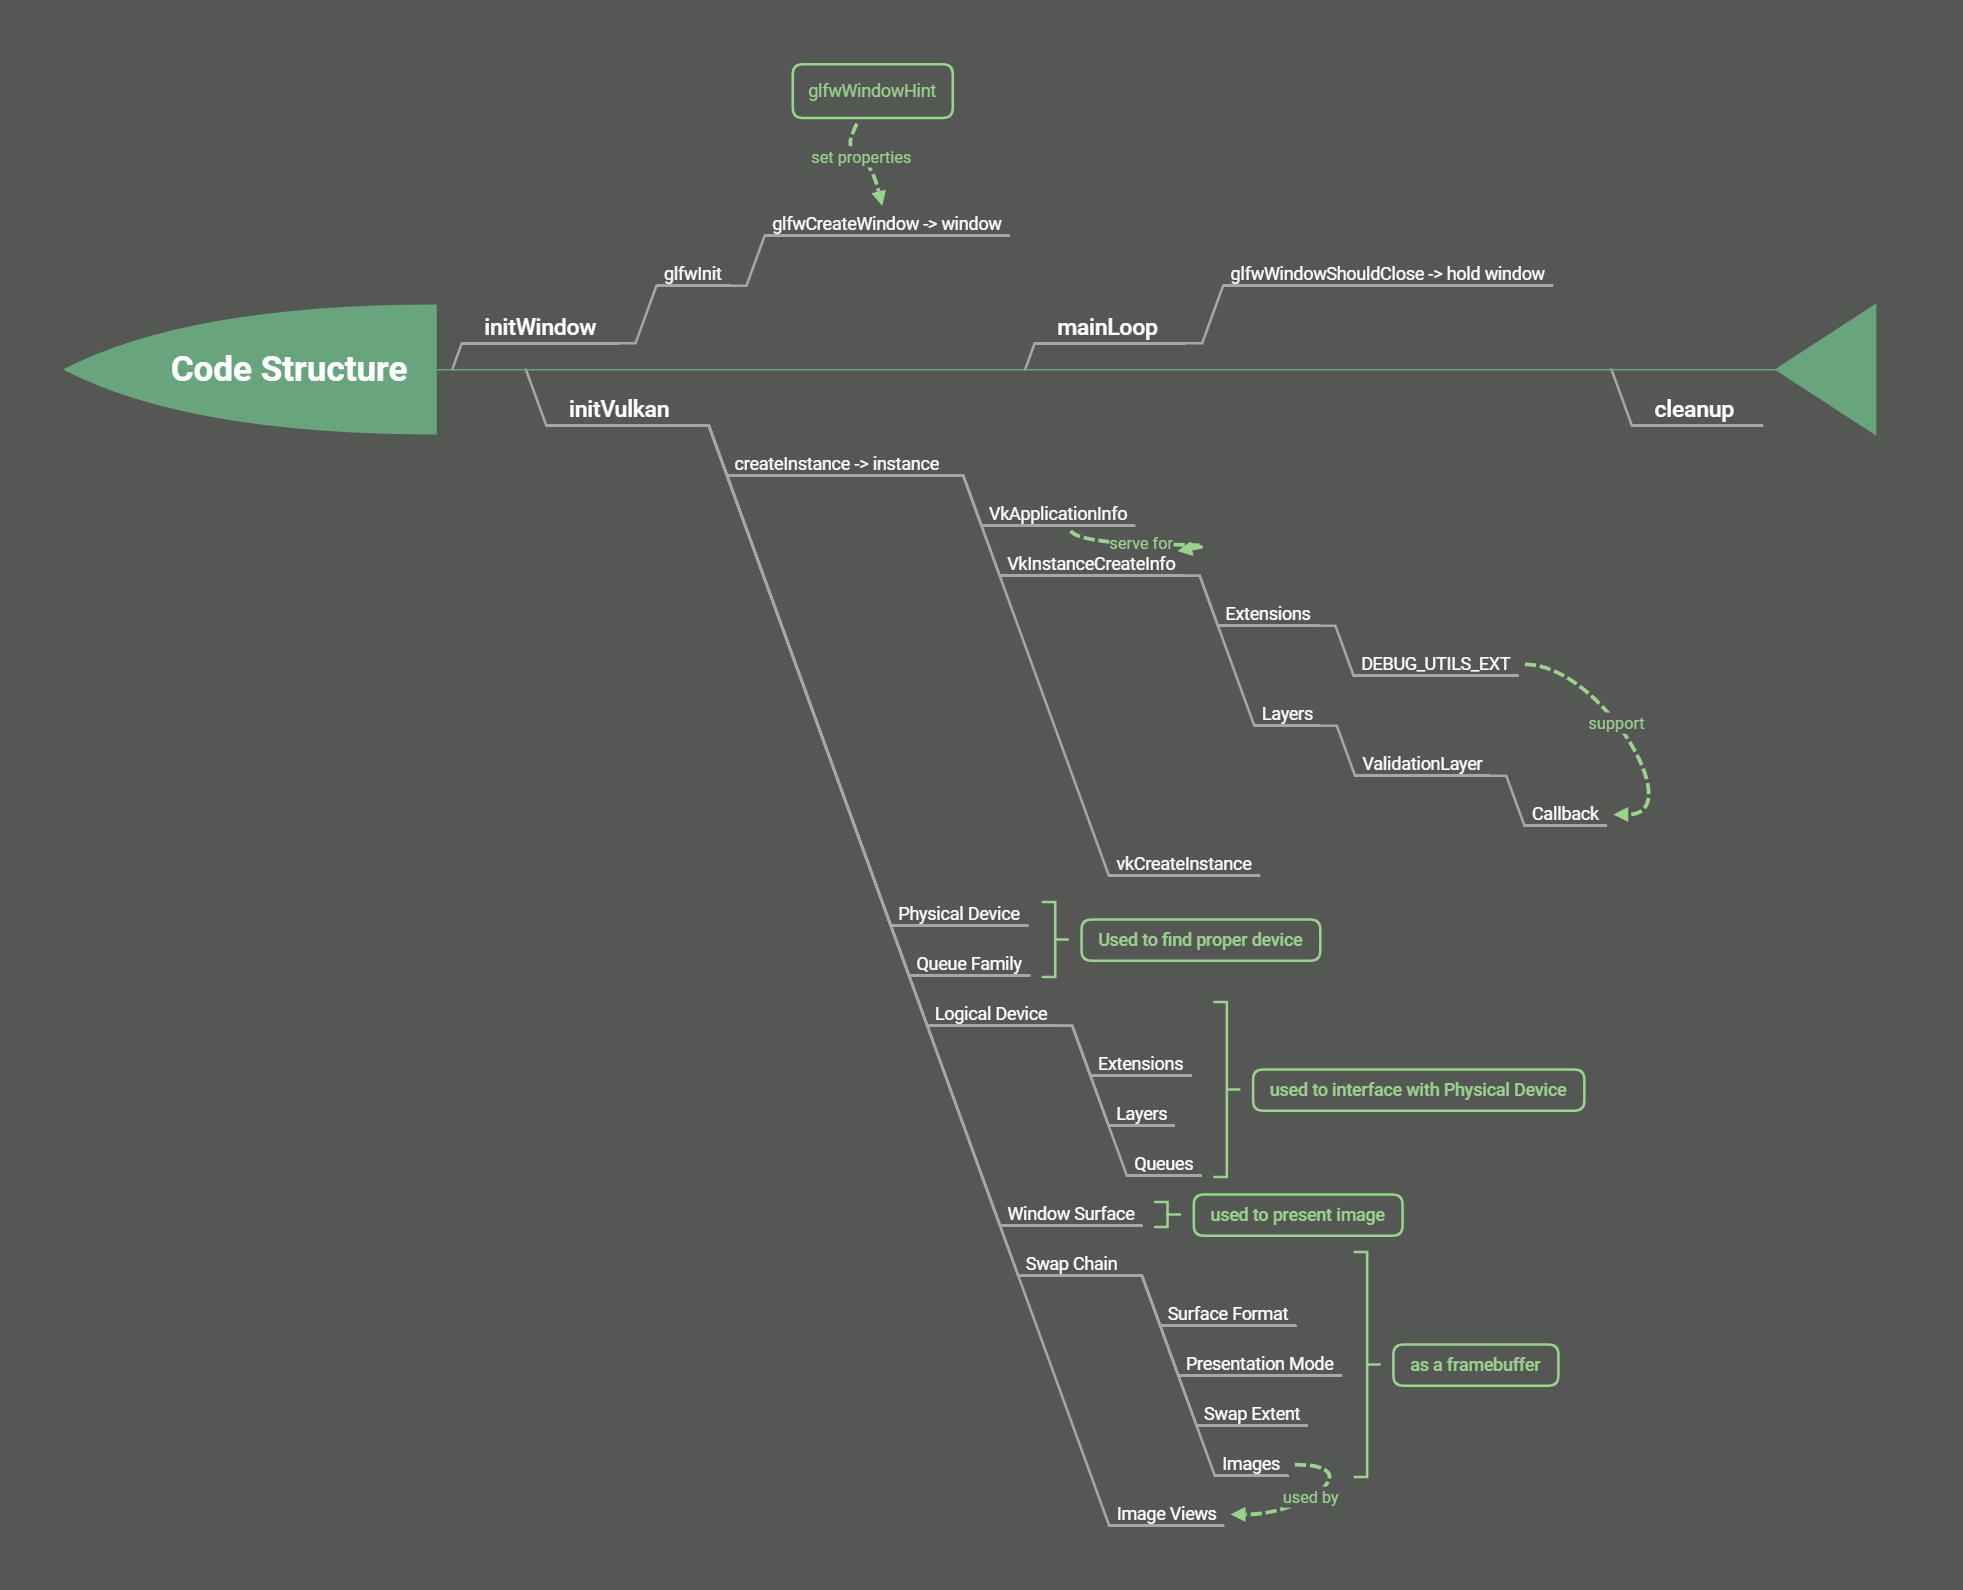 glfwWindowHint
set properties
glfwCreateWindow -> window
glfwInit
glfwWindowShouldClose -> hold window
initWindow
mainLoop
Code Structure
initVulkan
cleanup
createInstance -> instance
VkApplicationInfo
serve for
VkInstanceCreateInfo
Extensions
DEBUG_UTILS_EXT
Layers
support
ValidationLayer
Callback
vkCreateInstance
Physical Device
Used to find proper device
Queue Family
Logical Device
Extensions
used to interface with Physical Device
Layers
Queues
Window Surface
used to present image
Swap Chain
Surface Format
Presentation Mode
as a framebuffer
Swap Extent
Images
used by
Image Views